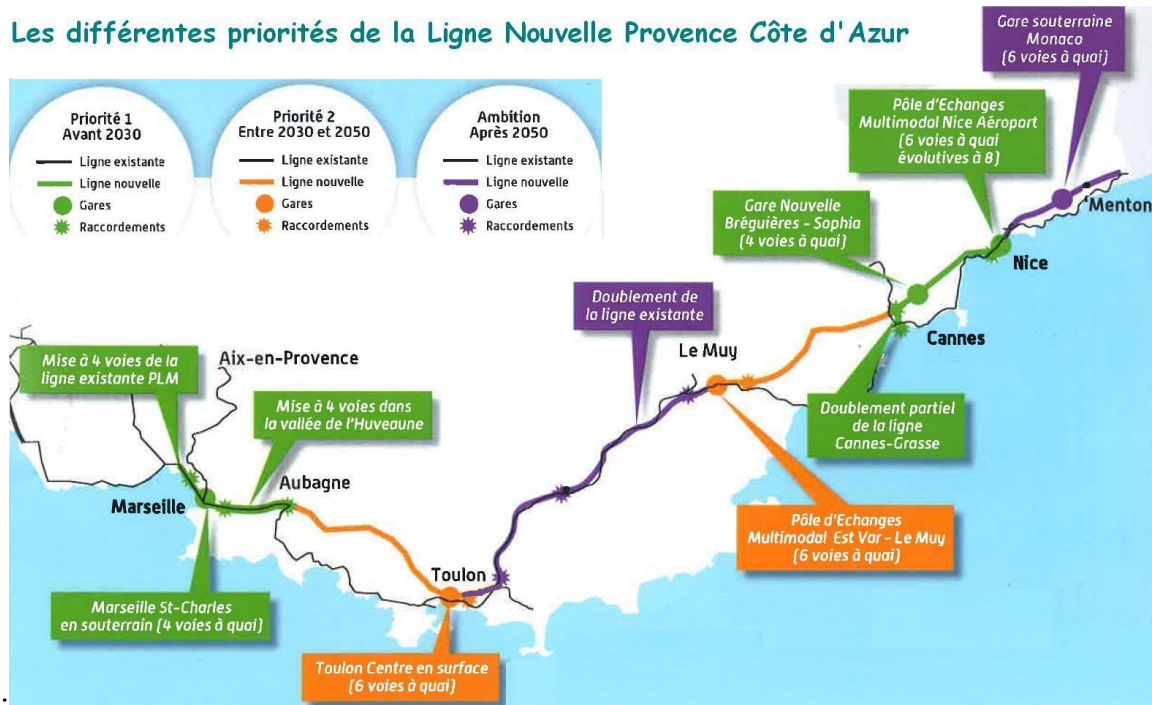 Les différentes priorités de la Ligne Nouvelle Provence Côte d'Azur
Priorité 1
Avant 2030
Ligne existante
Ligne nouvelle
Gares
Raccordements
Priorité 2
Entre 2030 et 2050
Ligne existante
Ligne nouvelle
Gares
Raccordements
Ambition
Après 2050
Ligne existante
Ligne nouvelle
Gares
Raccordements
Gare souterraine
Monaco
(6 voies à quai)
Pôle d'Echanges
Multimodal Nice Aéroport
(6 voies à quai
évolutives à 8)
Menton
Gare Nouvelle
Bréguières - Sophia
(4 voies à quai)
Nice
Doublement de
la ligne existante
Cannes
Le Muy
Mise à 4 voies de la
ligne existante PLM
Aix-en-Provence
Mise à 4 voies dans
la vallée de l'Huveaune
Doublement partiel
de la ligne
Cannes-Grasse
Aubagne
Marseille
Pôle d'Echanges
Multimodal Est Var - Le Muy
(6 voies à quai)
Toulon
Marseille St-Charles
en souterrain (4 voies à quai)
Toulon Centre en surface
(6 voies à quai)